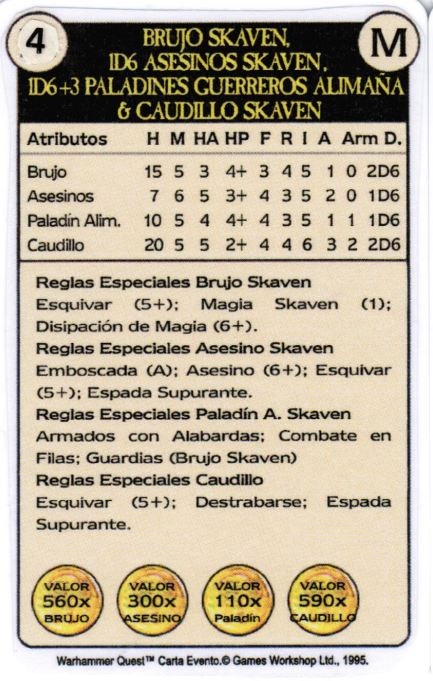 4
M
BRUJO SKAVEN,
1D6 ASESINOS SKAVEN,
1D6+3 PALADINES GUERREROS ALIMAÑA
& CAUDILLO SKAVEN
Atributos H M HA HP F R I A Arm D.
Brujo 15 5 3 4+ 3 4 5 1 0 2D6
Asesinos 7 6 5 3+ 4 3 5 2 0 1D6
Paladín Alim. 10 5 4 4+ 4 3 5 1 1 1D6
Caudillo 20 5 5 2+ 4 4 6 3 2 2D6
Reglas Especiales Brujo Skaven
Esquivar (5+); Magia Skaven (1);
Disipación de Magia (6+).
Reglas Especiales Asesino Skaven
Emboscada (A); Asesino (6+); Esquivar
(5+); Espada Supurante.
Reglas Especiales Paladín A. Skaven
Armados con Alabardas; Combate en
Filas; Guardias (Brujo Skaven)
Reglas Especiales Caudillo
Esquivar (5+); Destrabarse; Espada
Supurante.
VALOR
560x
BRUJO
VALOR
300x
ASESINO
VALOR
110x
Paladín
VALOR
590x
CAUDILLO
Warhammer Quest™ Carta Evento.© Games Workshop Ltd., 1995.